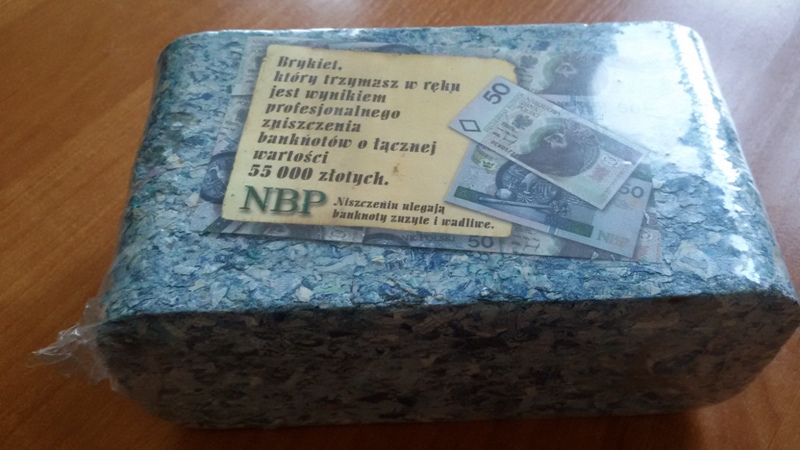 Brykiet,
który trzymasz w ręku
jest wynikiem
profesjonalnego
zniszczenia
banknotów o łącznej
wartości
55 000 złotych.
NBP Niszczeniu ulegają
banknoty zużyte i wadliwe.
50
50
NBP
50